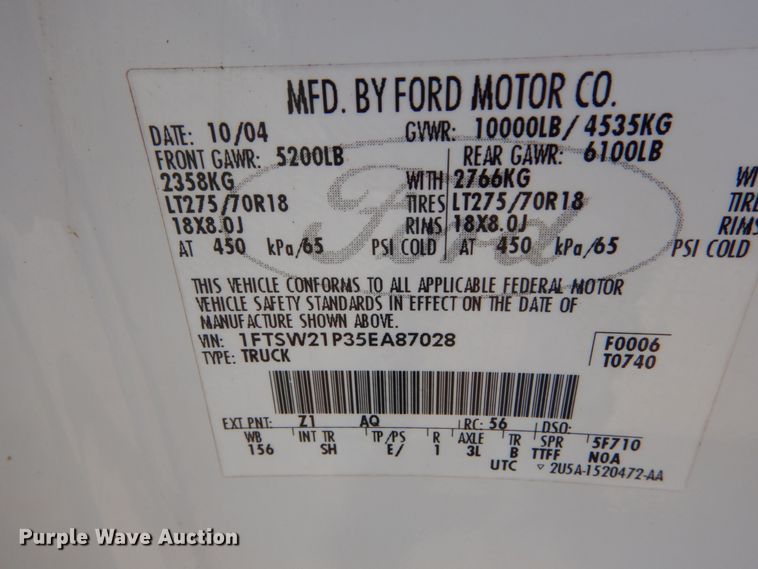 MFD. BY FORD MOTOR CO.
DATE: 10/04 GVWR: 10000LB/ 4535KG
FRONT GAWR: 5200LB REAR GAWR: 6100LB
2358KG WITH 2766KG WI
LT275/70R18 TIRES LT275/70R18 TIRE
18X8.0J RIMS 18X8.0J RIMS
AT 450 kPa/65 PSI COLD AT 450 kPa/65 PSI COLD
Ford
THIS VEHICLE CONFORMS TO ALL APPLICABLE FEDERAL MOTOR
VEHICLE SAFETY STANDARDS IN EFFECT ON THE DATE OF
MANUFACTURE SHOWN ABOVE.
VIN: 1FTSW21P35EA87028 F0006
TYPE: TRUCK T0740
EXT PNT: Z1 AQ RC: 56 DSO:
WB INT TR TP/PS R AXLE TR SPR 5F710
156 SH E/ 1 3L B TTFF N0A
UTC ▽ 2U5A-1520472-AA
Purple Wave Auction